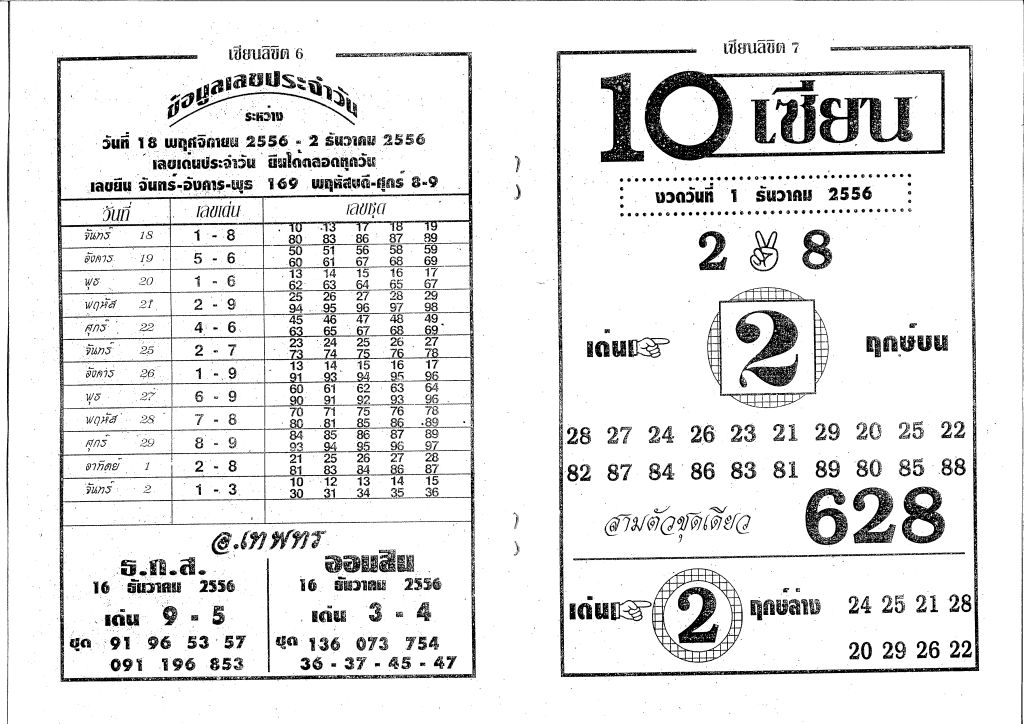 เซียนลิขิต 6
ข้อมูลเลขประจำวัน
ระหว่าง
วันที่ 18 พฤศจิกายน 2556 - 2 ธันวาคม 2556
เลขเด่นประจำวัน ยืนได้ตลอดทุกวัน
เลขยืน จันทร์-อังคาร-พุธ 169 พฤหัสบดี-ศุกร์ 8-9
วันที่ เลขเด่น เลขชุด
10 13 17 18 19
จันทร์ 18 1 - 8
80 83 86 87 89
50 51 56 58 59
อังคาร 19 5 - 6
60 61 67 68 69
13 14 15 16 17
พุธ 20 1 - 6
62 63 64 65 67
25 26 27 28 29
พฤหัส 21 2 - 9
94 95 96 97 98
45 46 47 48 49
ศุกร์ 22 4 - 6
63 65 67 68 69
23 24 25 26 27
จันทร์ 25 2 - 7
73 74 75 76 78
13 14 15 16 17
อังคาร 26 1 - 9
91 93 94 95 96
60 61 62 63 64
พุธ 27 6 - 9
90 91 92 93 96
70 71 75 76 78
พฤหัส 28 7 - 8
80 81 85 86 89
84 85 86 87 89
ศุกร์ 29 8 - 9
93 94 95 96 97
21 25 26 27 28
อาทิตย์ 1 2 - 8
81 83 84 86 87
10 12 13 14 15
จันทร์ 2 1 - 3
30 31 34 35 36
อ.เทพทร
ธ.ก.ส.
16 ธันวาคม 2556
เด่น 9 - 5
ชุด 91 96 53 57
091 196 853
ออมสิน
16 ธันวาคม 2556
เด่น 3 - 4
ชุด 136 073 754
36 - 37 - 45 - 47
เซียนลิขิต 7
10 เซียน
งวดวันที่ 1 ธันวาคม 2556
2 8
เด่น 2 ฤกษ์บน
28 27 24 26 23 21 29 20 25 22
82 87 84 86 83 81 89 80 85 88
สามตัวชุดเดียว 628
เด่น 2 ฤกษ์ล่าง 24 25 21 28
20 29 26 22